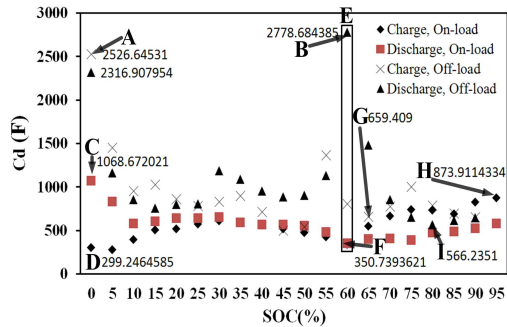 3000
2500
2000
1500
1000
500
0
Cd (F)
A
2526.64531
2316.907954
C
1068.672021
D
299.2464585
E
2778.684385
B
Charge, On-load
Discharge, On-load
Charge, Off-load
Discharge, Off-load
G
659.409
H
873.9114334
F
350.7393621
I
566.2351
0 5 10 15 20 25 30 35 40 45 50 55 60 65 70 75 80 85 90 95
SOC(%)